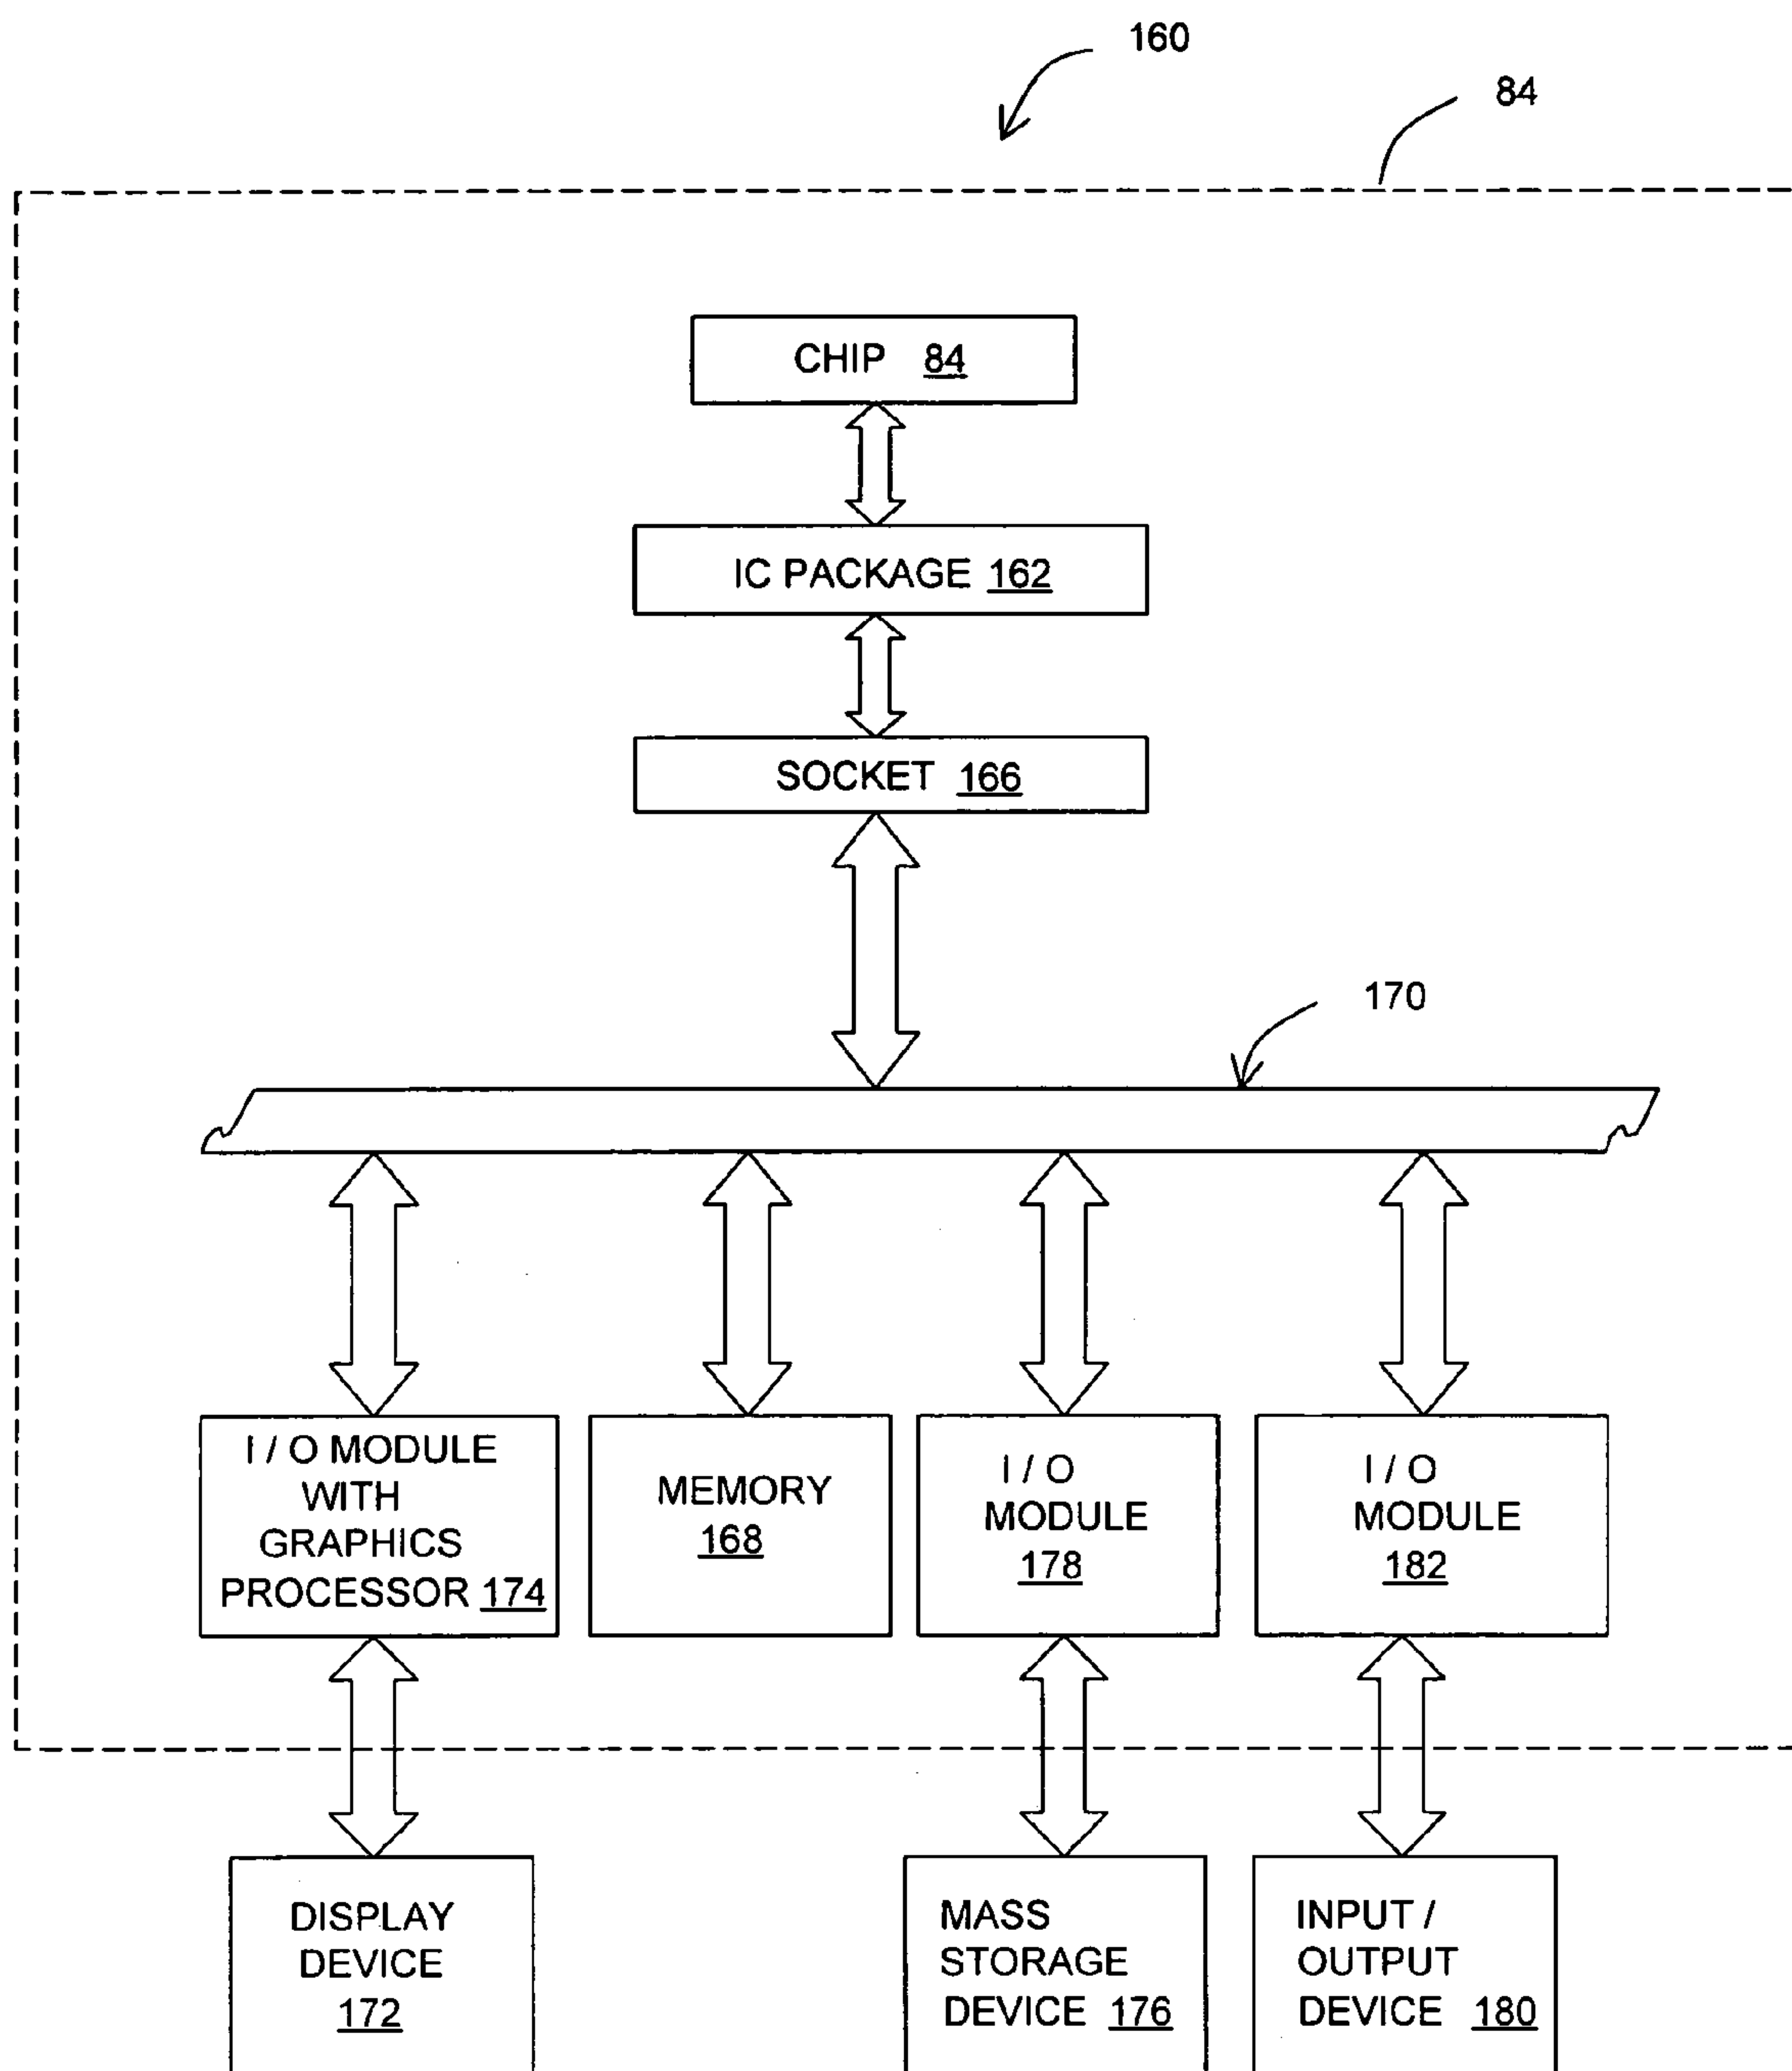 160
84
CHIP 84
IC PACKAGE 162
SOCKET 166
170
I / O MODULE
WITH
GRAPHICS
PROCESSOR 174
MEMORY
168
I / O
MODULE
178
I / O
MODULE
182
DISPLAY
DEVICE
172
MASS
STORAGE
DEVICE 176
INPUT /
OUTPUT
DEVICE 180